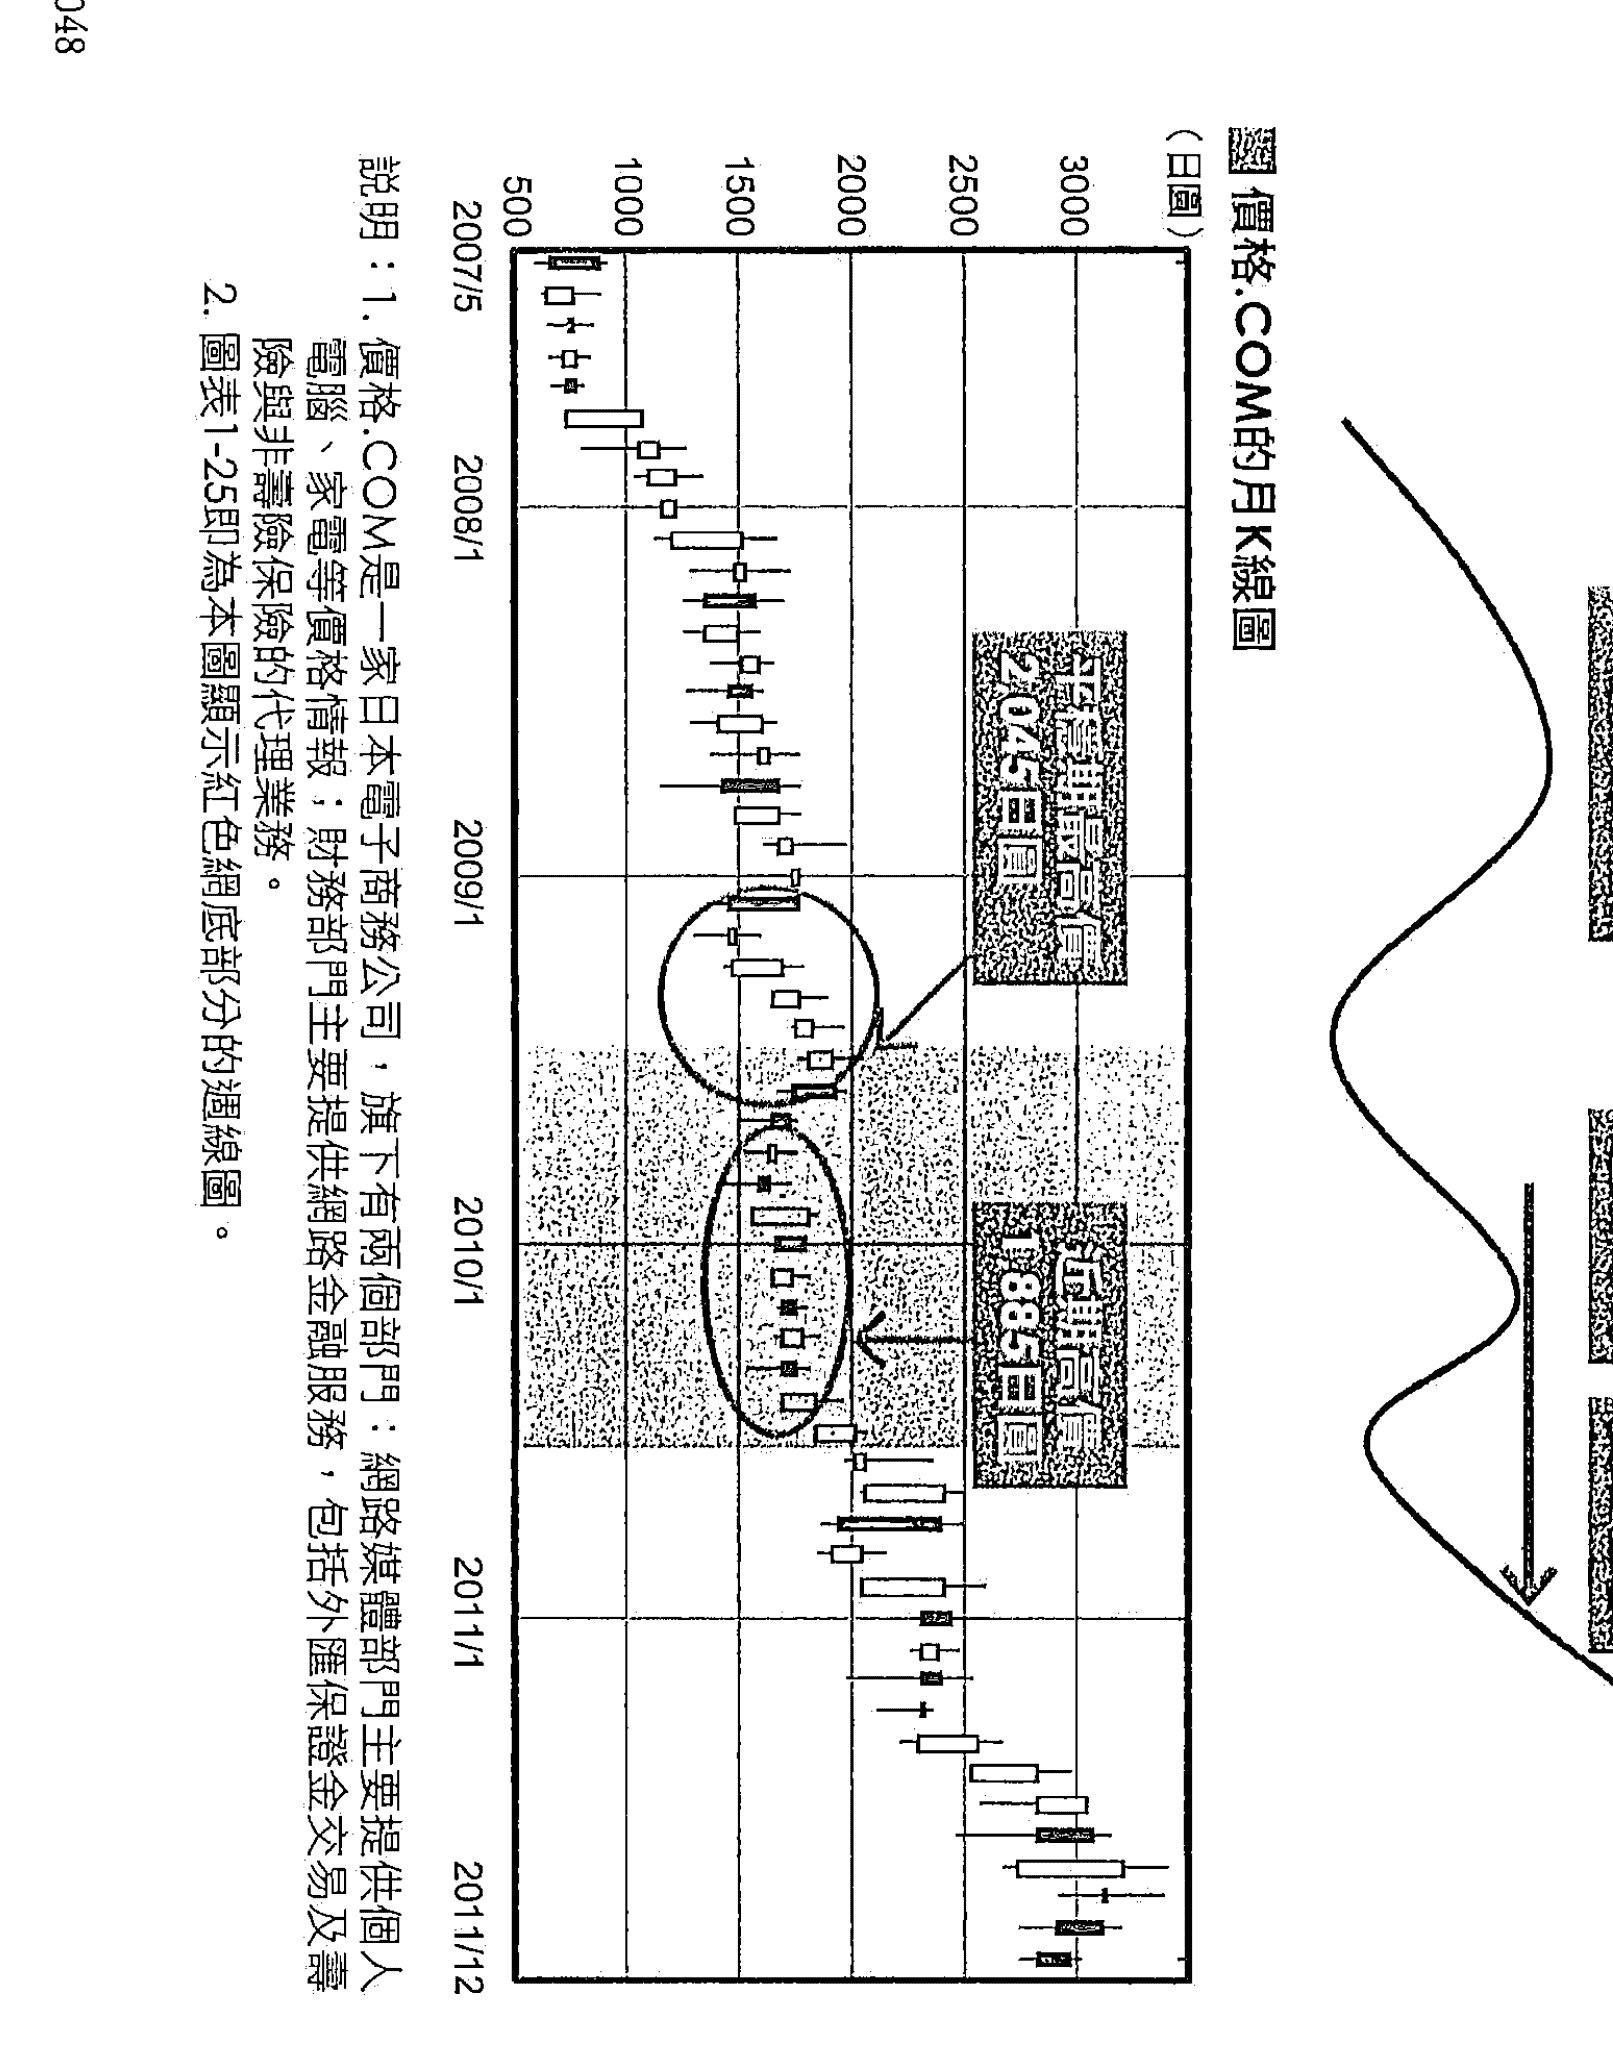 價格.COM的月K線圖
（日圓）
3000
2500
2000
1500
1000
500
半信期最高價
2,045日圓
近期高價
1,885日圓
2007/5
2008/1
2009/1
2010/1
2011/1
2011/12
說明：1. 價格.COM是一家日本電子商務公司，旗下有兩個部門：網路媒體部門主要提供個人
電腦、家電等價格情報；財務部門主要提供網路金融服務，包括外匯保證金交易及壽
險與非壽險保險的代理業務。
2. 圖表1-25即為本圖顯示紅色網底部分的週線圖。
048